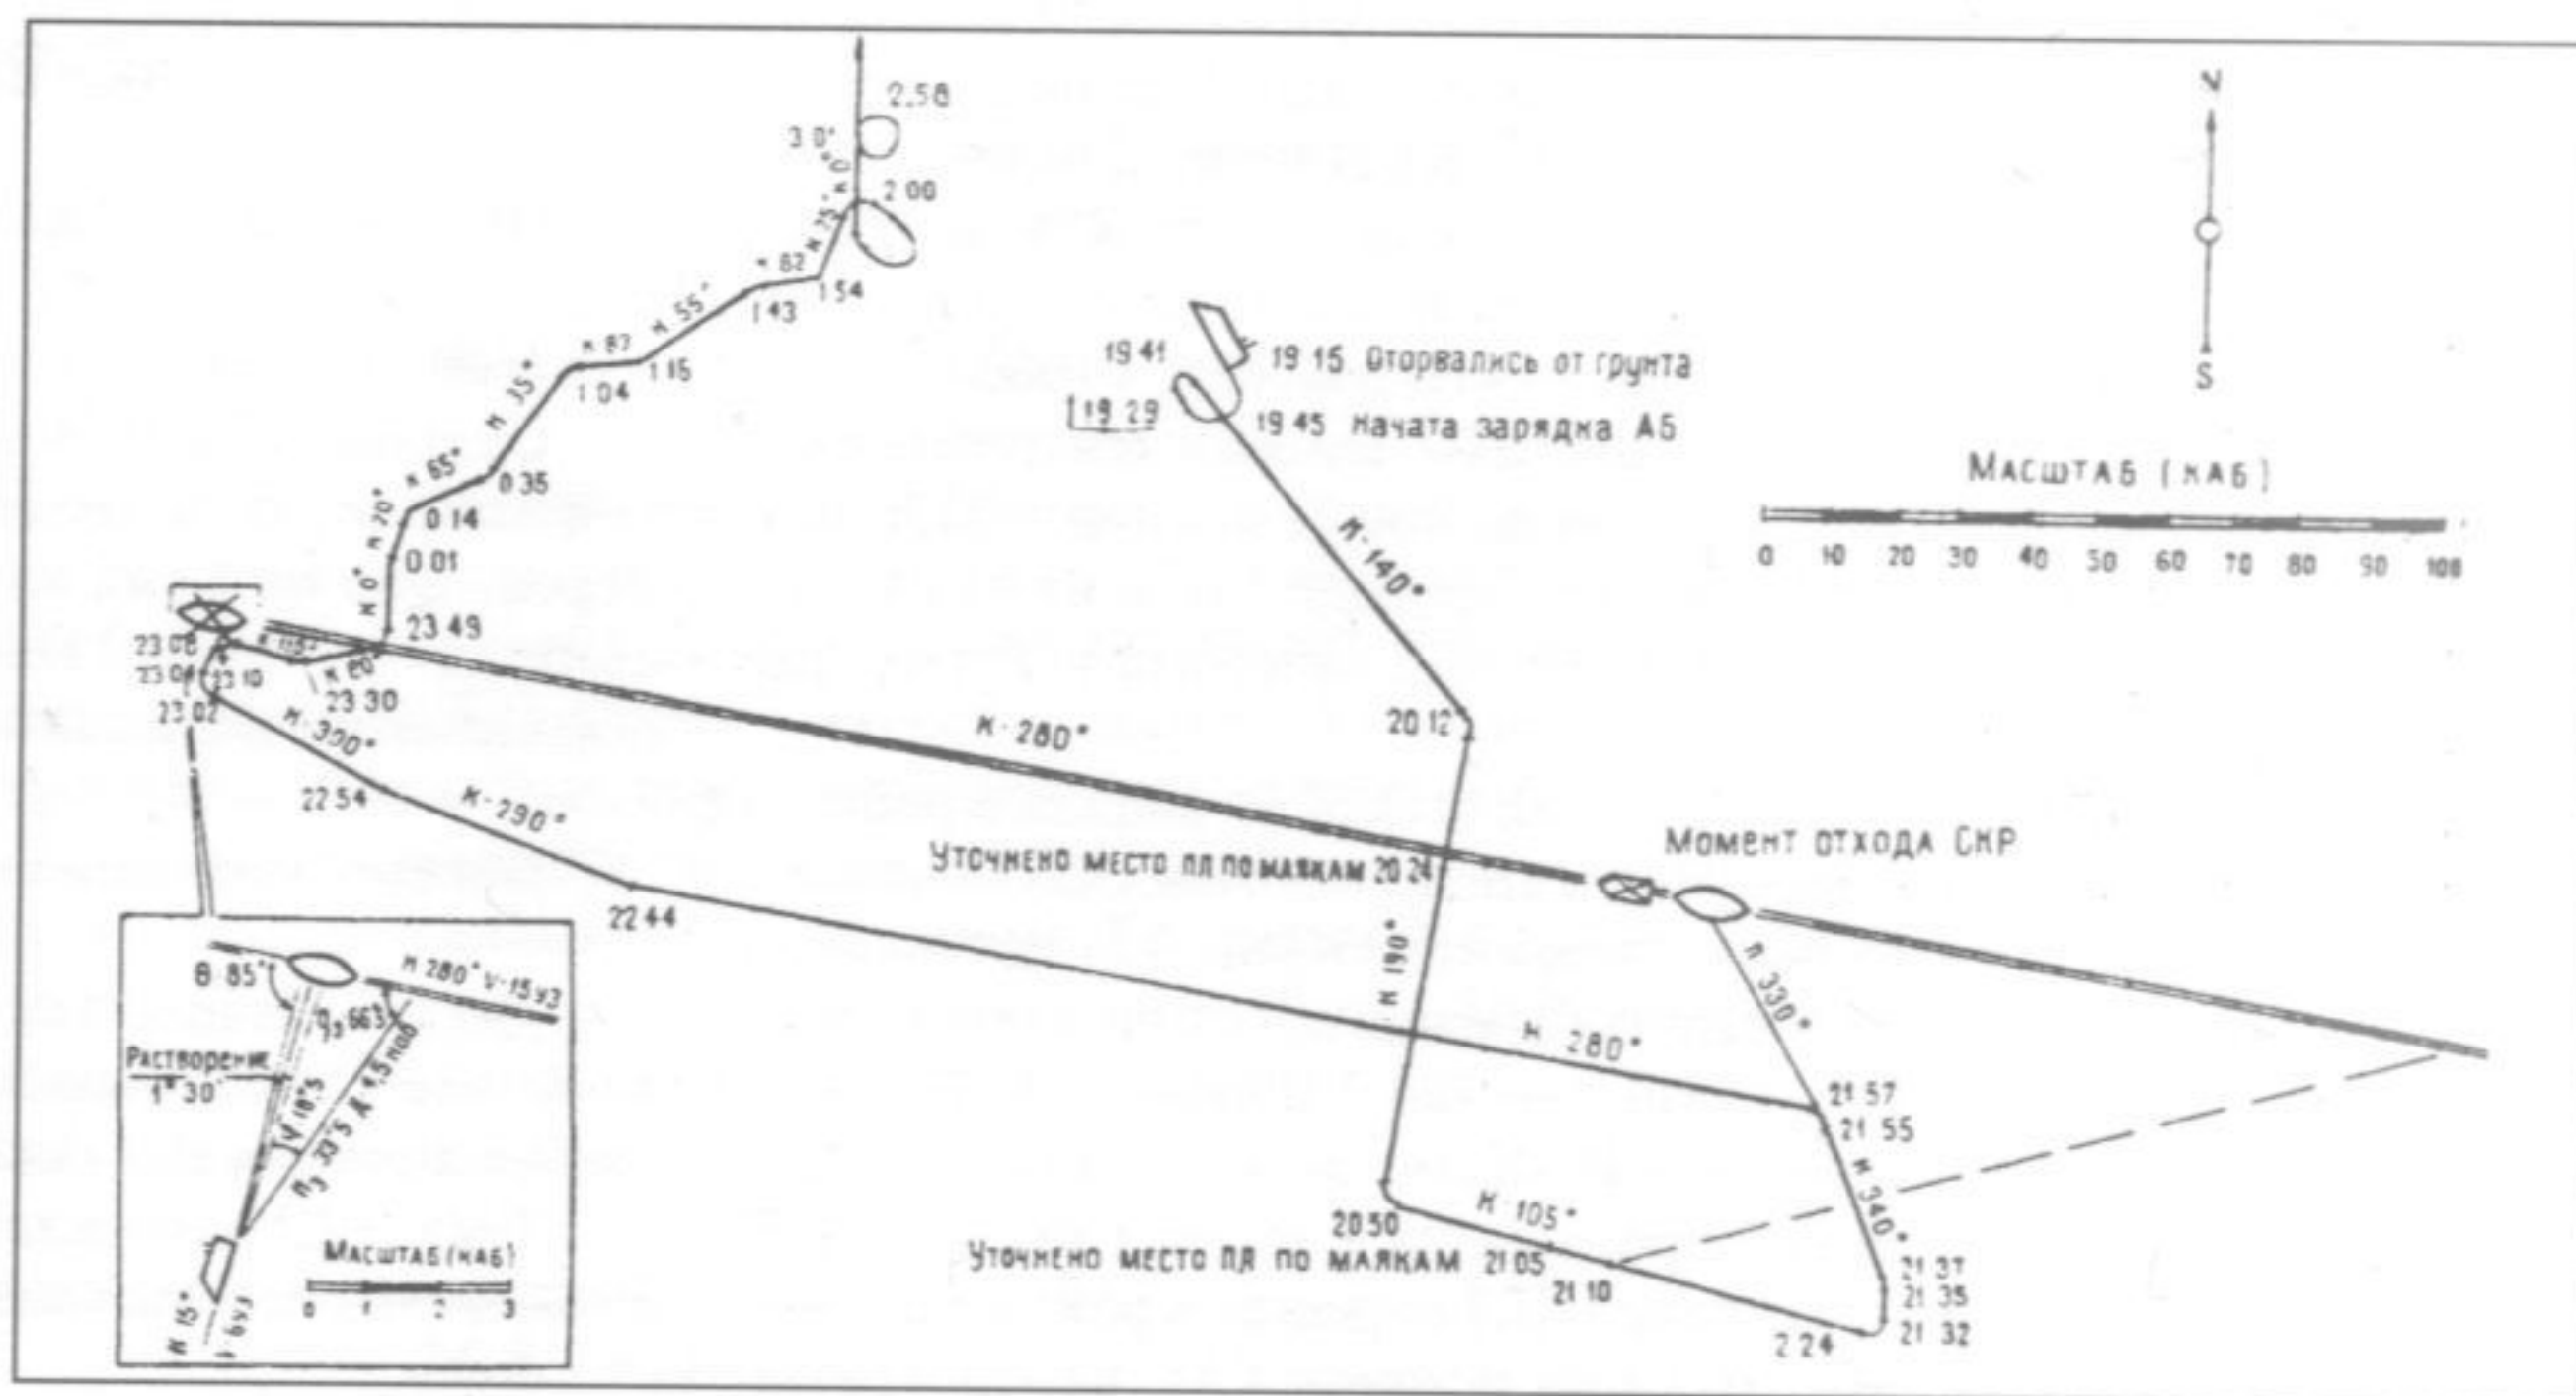 2.58
3 0°
К 0°
2 00
К 25°
82
1 54
1 43
К 55°
К 87
1 15
1 04
К 35°
К 65°
0 35
К 20°
0 14
0 01
К 0°
23 49
N
S
19 41
19 15. Оторвались от грунта
19 29
19 45 Начата зарядка АБ
МАСШТАБ (КАБ)
0 10 20 30 40 50 60 70 80 90 100
К-140°
23 08
23 10
23 30
23 02
К-300°
К-280°
20 12
22 54
К-290°
Уточнено место ПЛ по маякам 20 24
Момент отхода СКР
22 44
К 190°
П 330°
К 280°
21 57
21 55
К 340°
20 50
К-105°
Уточнено место ПЛ по маякам 21 05
21 10
21 37
21 35
21 32
2 24
θ 85°
К 280° V-15 уз
Растворение
1° 30
Масштаб (каб)
0 1 2 3
К 15°